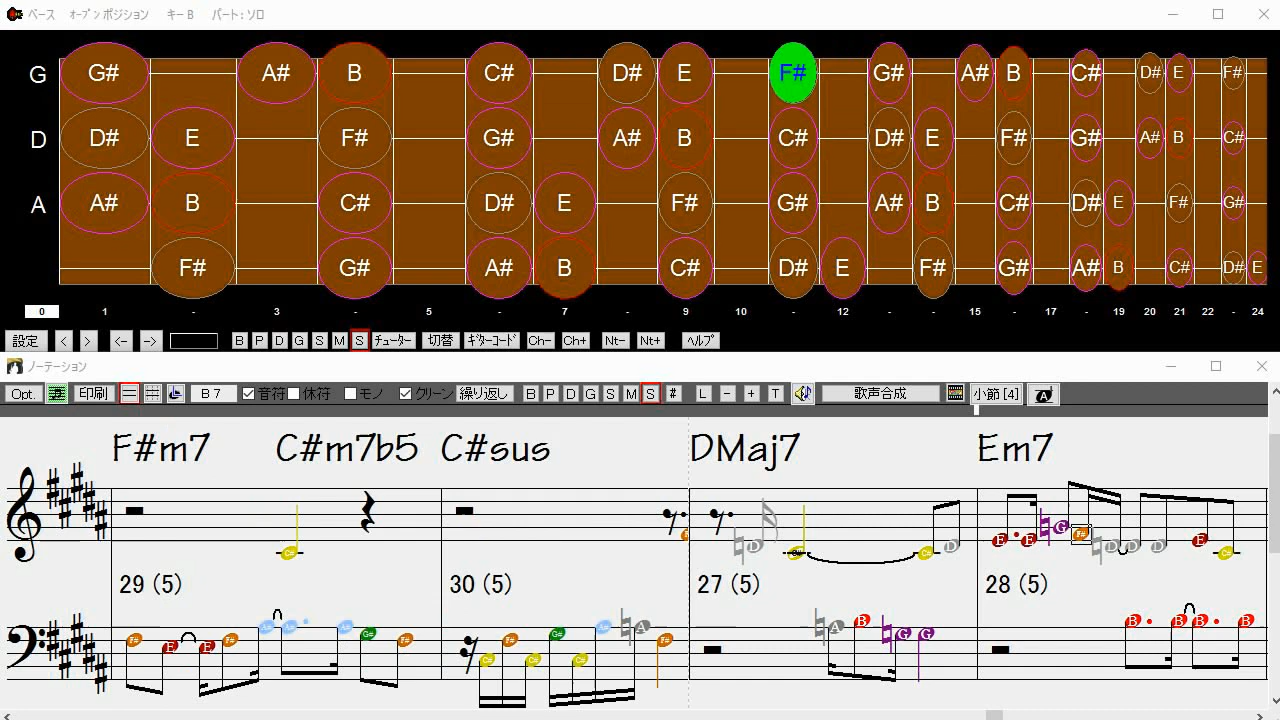 ベース オープンポジション キーB パート:ソロ
G G# A# B C# D# E F# G# A# B C# D# E F#
D D# E F# G# A# B C# D# E F# G# A# B C#
A A# B C# D# E F# G# A# B C# D# E F# G#
F# G# A# B C# D# E F# G# A# B C# D# E
0 1 - 3 - 5 - 7 - 9 10 - 12 - - 15 - 17 - 19 20 21 22 - 24
設定 < > <- -> B P D G S M S チューター 切替 ギターコード Ch- Ch+ Nt- Nt+ ヘルプ
ノーテーション
Opt. 印刷 B 7 音符 休符 モノ クリーン 繰り返し B P D G S M S # L - + T 歌声合成 小節 [4] A
F#m7 C#m7b5 C#sus DMaj7 Em7
E E G F# D D D E C#
C# D C# C# D
29 (5) 30 (5) 27 (5) 28 (5)
F# E E F# A# A# A# G# F# C# F# C# G# C# A# A F# A B G G B B B B